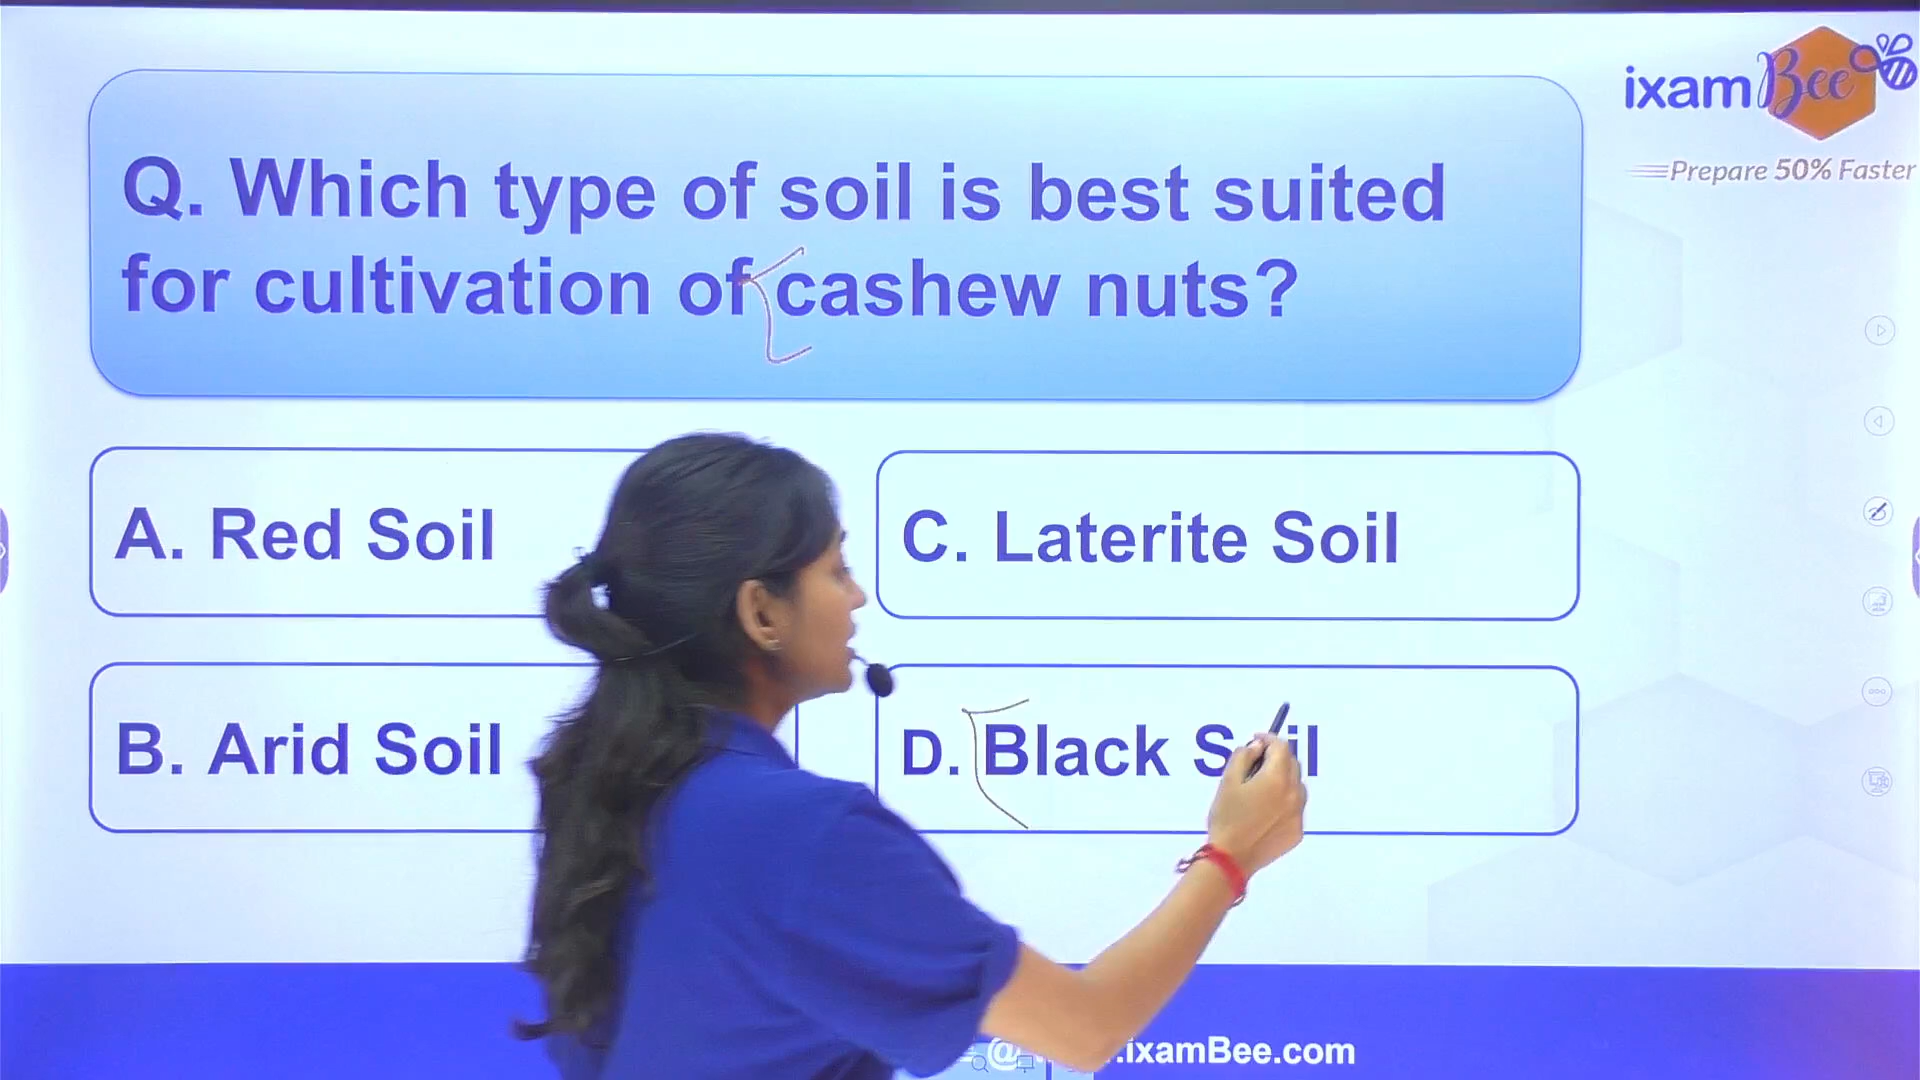 ixamBee
Prepare 50% Faster
Q. Which type of soil is best suited
for cultivation of cashew nuts?
A. Red Soil
C. Laterite Soil
B. Arid Soil
D. Black Soil
@ .ixamBee.com